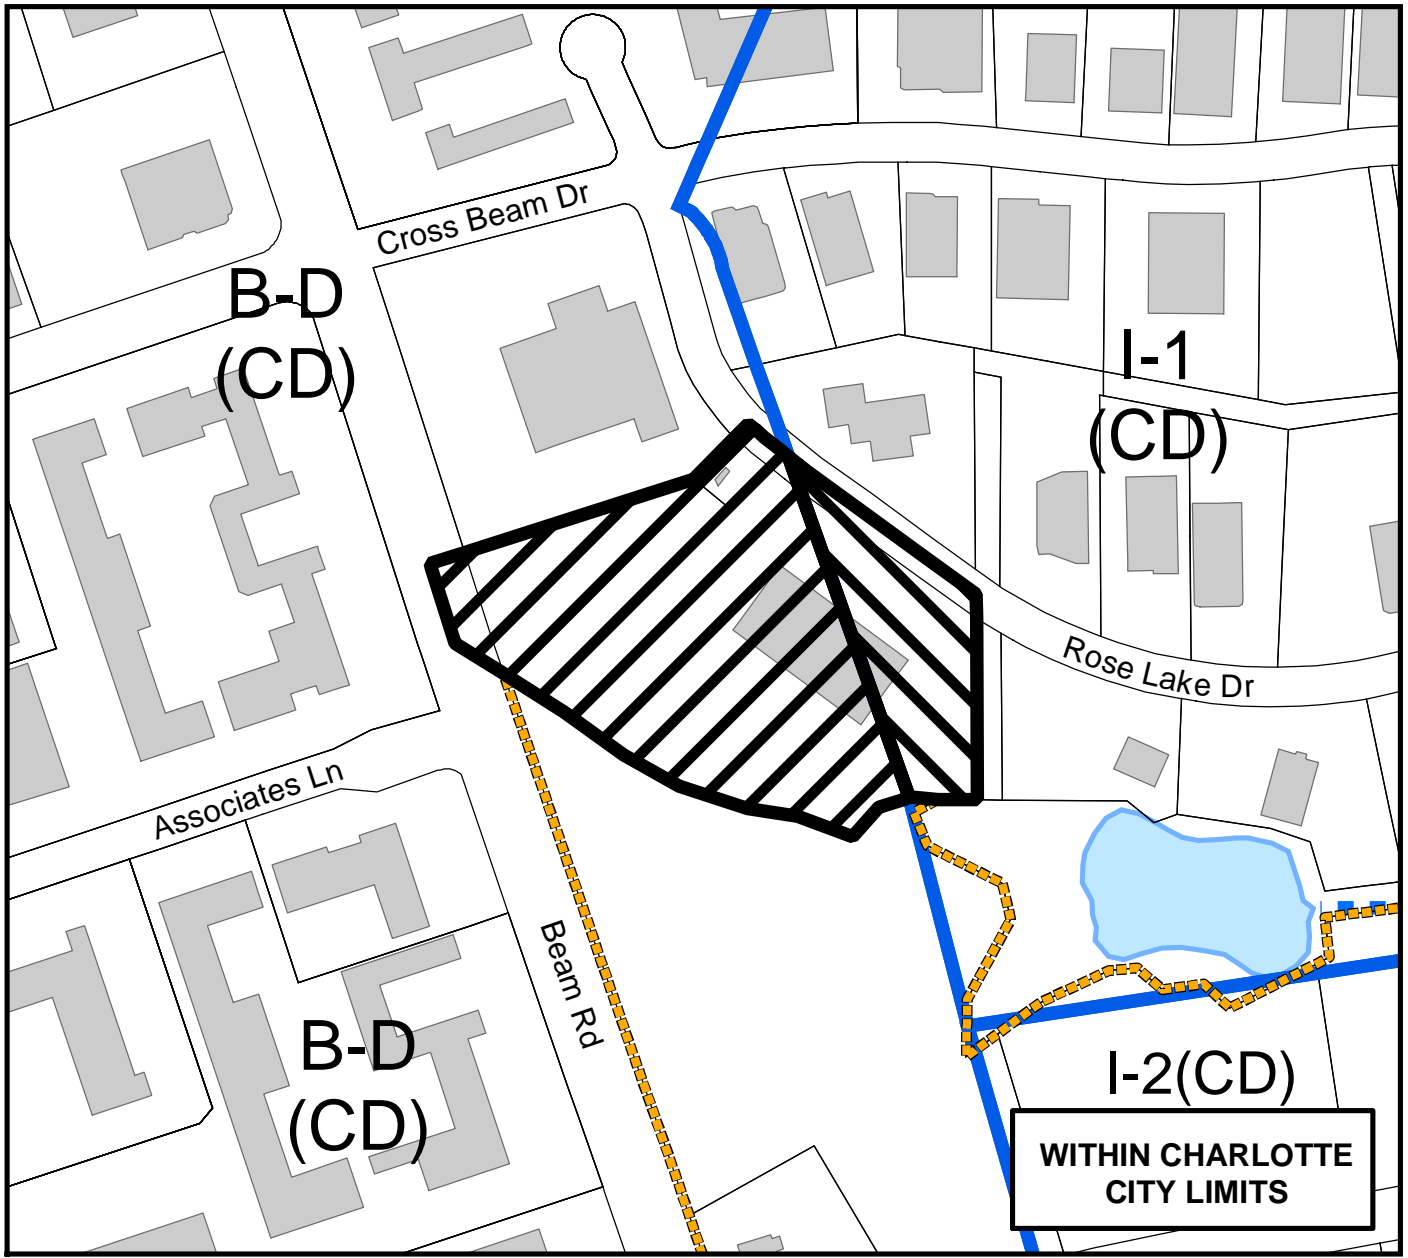 Cross Beam Dr
B-D
(CD)
I-1
(CD)
Rose Lake Dr
Associates Ln
Beam Rd
B-D
(CD)
I-2(CD)
WITHIN CHARLOTTE
CITY LIMITS